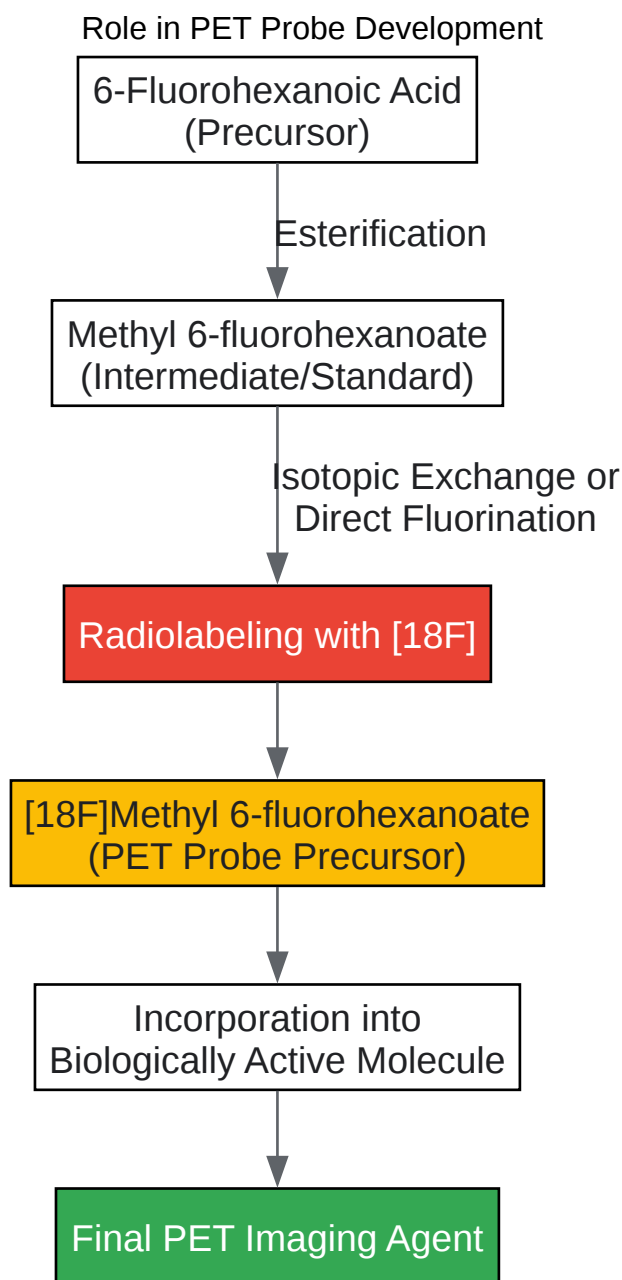 Role in PET Probe Development
6-Fluorohexanoic Acid
(Precursor)
Esterification
Methyl 6-fluorohexanoate
(Intermediate/Standard)
Isotopic Exchange or
Direct Fluorination
Radiolabeling with [18F]
[18F]Methyl 6-fluorohexanoate
(PET Probe Precursor)
Incorporation into
Biologically Active Molecule
Final PET Imaging Agent